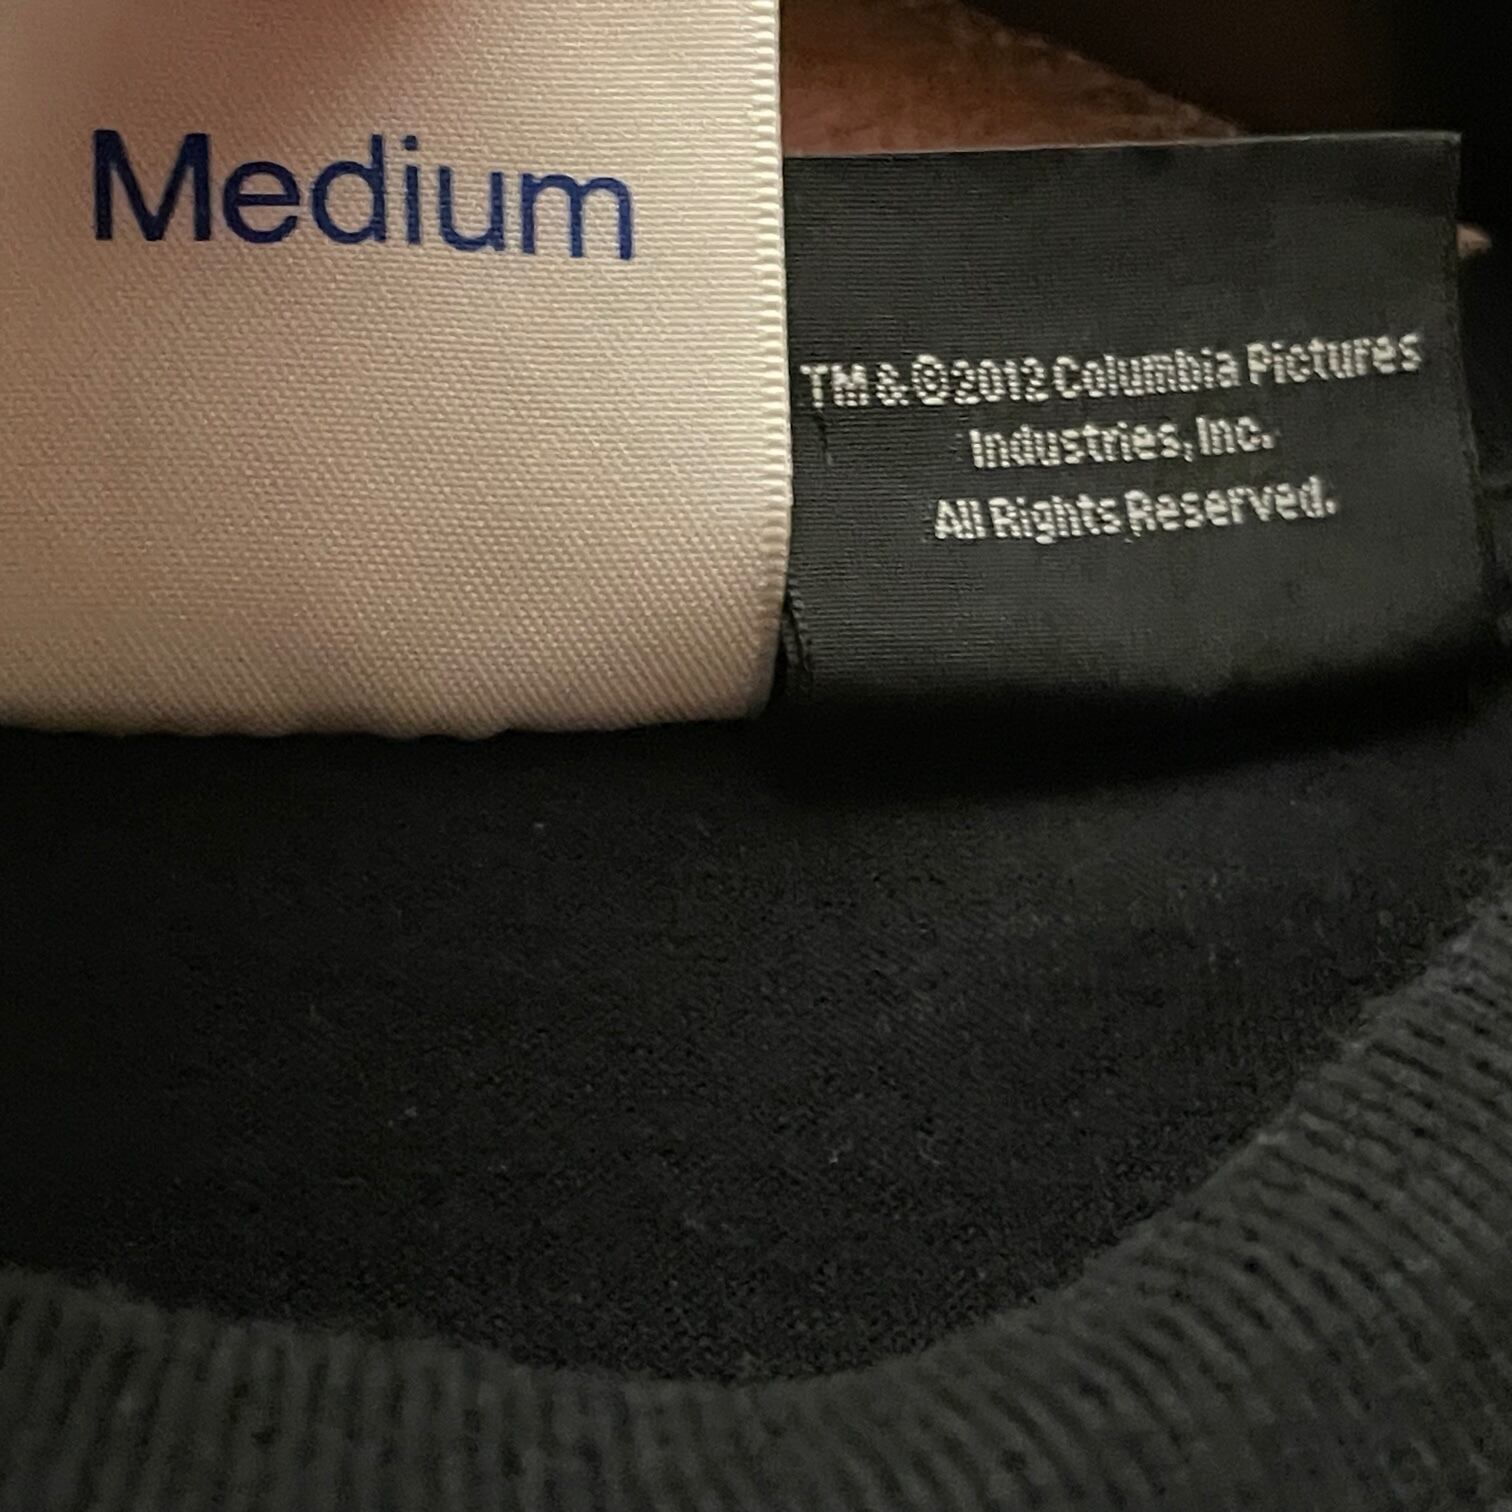 Medium
TM & © 2012 Columbia Pictures
Industries, Inc.
All Rights Reserved.